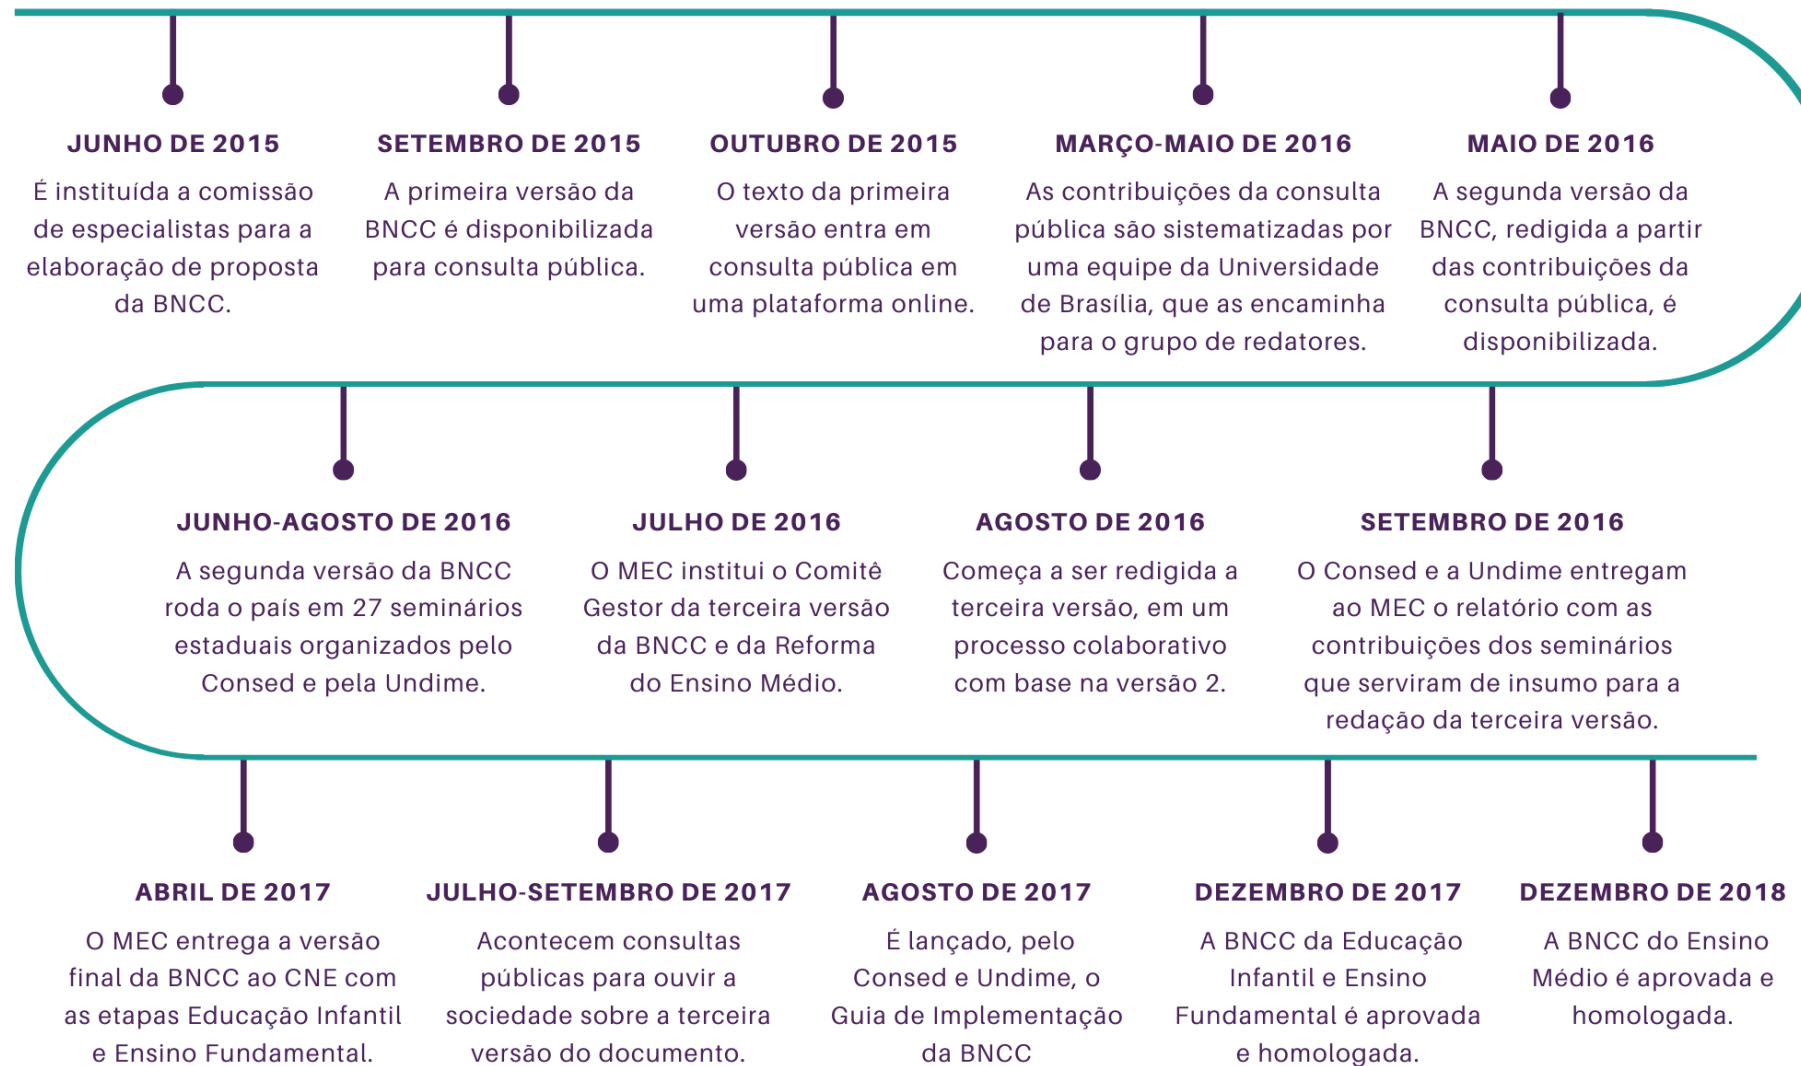 JUNHO DE 2015
É instituída a comissão
de especialistas para a
elaboração de proposta
da BNCC.
SETEMBRO DE 2015
A primeira versão da
BNCC é disponibilizada
para consulta pública.
OUTUBRO DE 2015
O texto da primeira
versão entra em
consulta pública em
uma plataforma online.
MARÇO-MAIO DE 2016
As contribuições da consulta
pública são sistematizadas por
uma equipe da Universidade
de Brasília, que as encaminha
para o grupo de redatores.
MAIO DE 2016
A segunda versão da
BNCC, redigida a partir
das contribuições da
consulta pública, é
disponibilizada.
JUNHO-AGOSTO DE 2016
A segunda versão da BNCC
roda o país em 27 seminários
estaduais organizados pelo
Consed e pela Undime.
JULHO DE 2016
O MEC institui o Comitê
Gestor da terceira versão
da BNCC e da Reforma
do Ensino Médio.
AGOSTO DE 2016
Começa a ser redigida a
terceira versão, em um
processo colaborativo
com base na versão 2.
SETEMBRO DE 2016
O Consed e a Undime entregam
ao MEC o relatório com as
contribuições dos seminários
que serviram de insumo para a
redação da terceira versão.
ABRIL DE 2017
O MEC entrega a versão
final da BNCC ao CNE com
as etapas Educação Infantil
e Ensino Fundamental.
JULHO-SETEMBRO DE 2017
Acontecem consultas
públicas para ouvir a
sociedade sobre a terceira
versão do documento.
AGOSTO DE 2017
É lançado, pelo
Consed e Undime, o
Guia de Implementação
da BNCC
DEZEMBRO DE 2017
A BNCC da Educação
Infantil e Ensino
Fundamental é aprovada
e homologada.
DEZEMBRO DE 2018
A BNCC do Ensino
Médio é aprovada e
homologada.